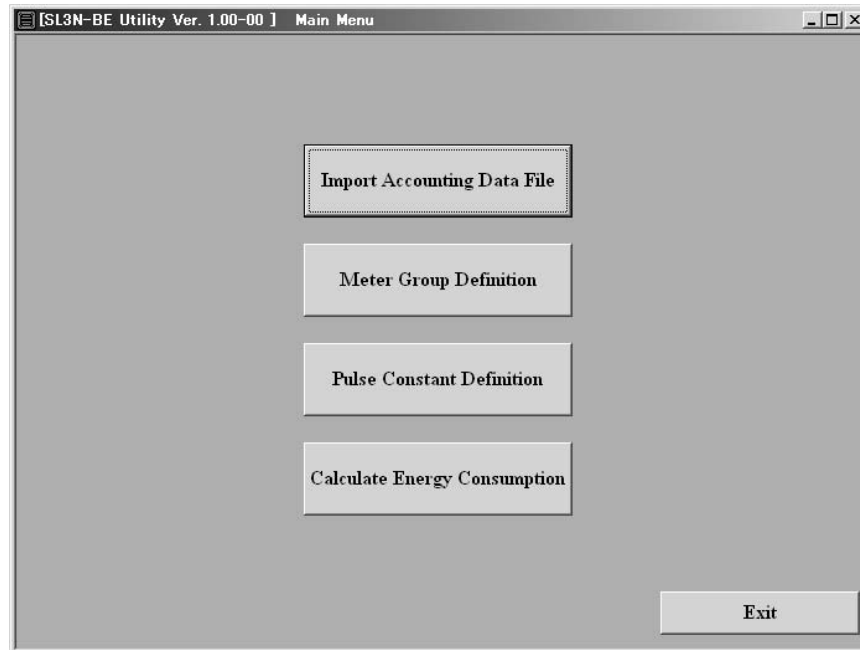 [SL3N-BE Utility Ver. 1.00-00 ] Main Menu
Import Accounting Data File
Meter Group Definition
Pulse Constant Definition
Calculate Energy Consumption
Exit